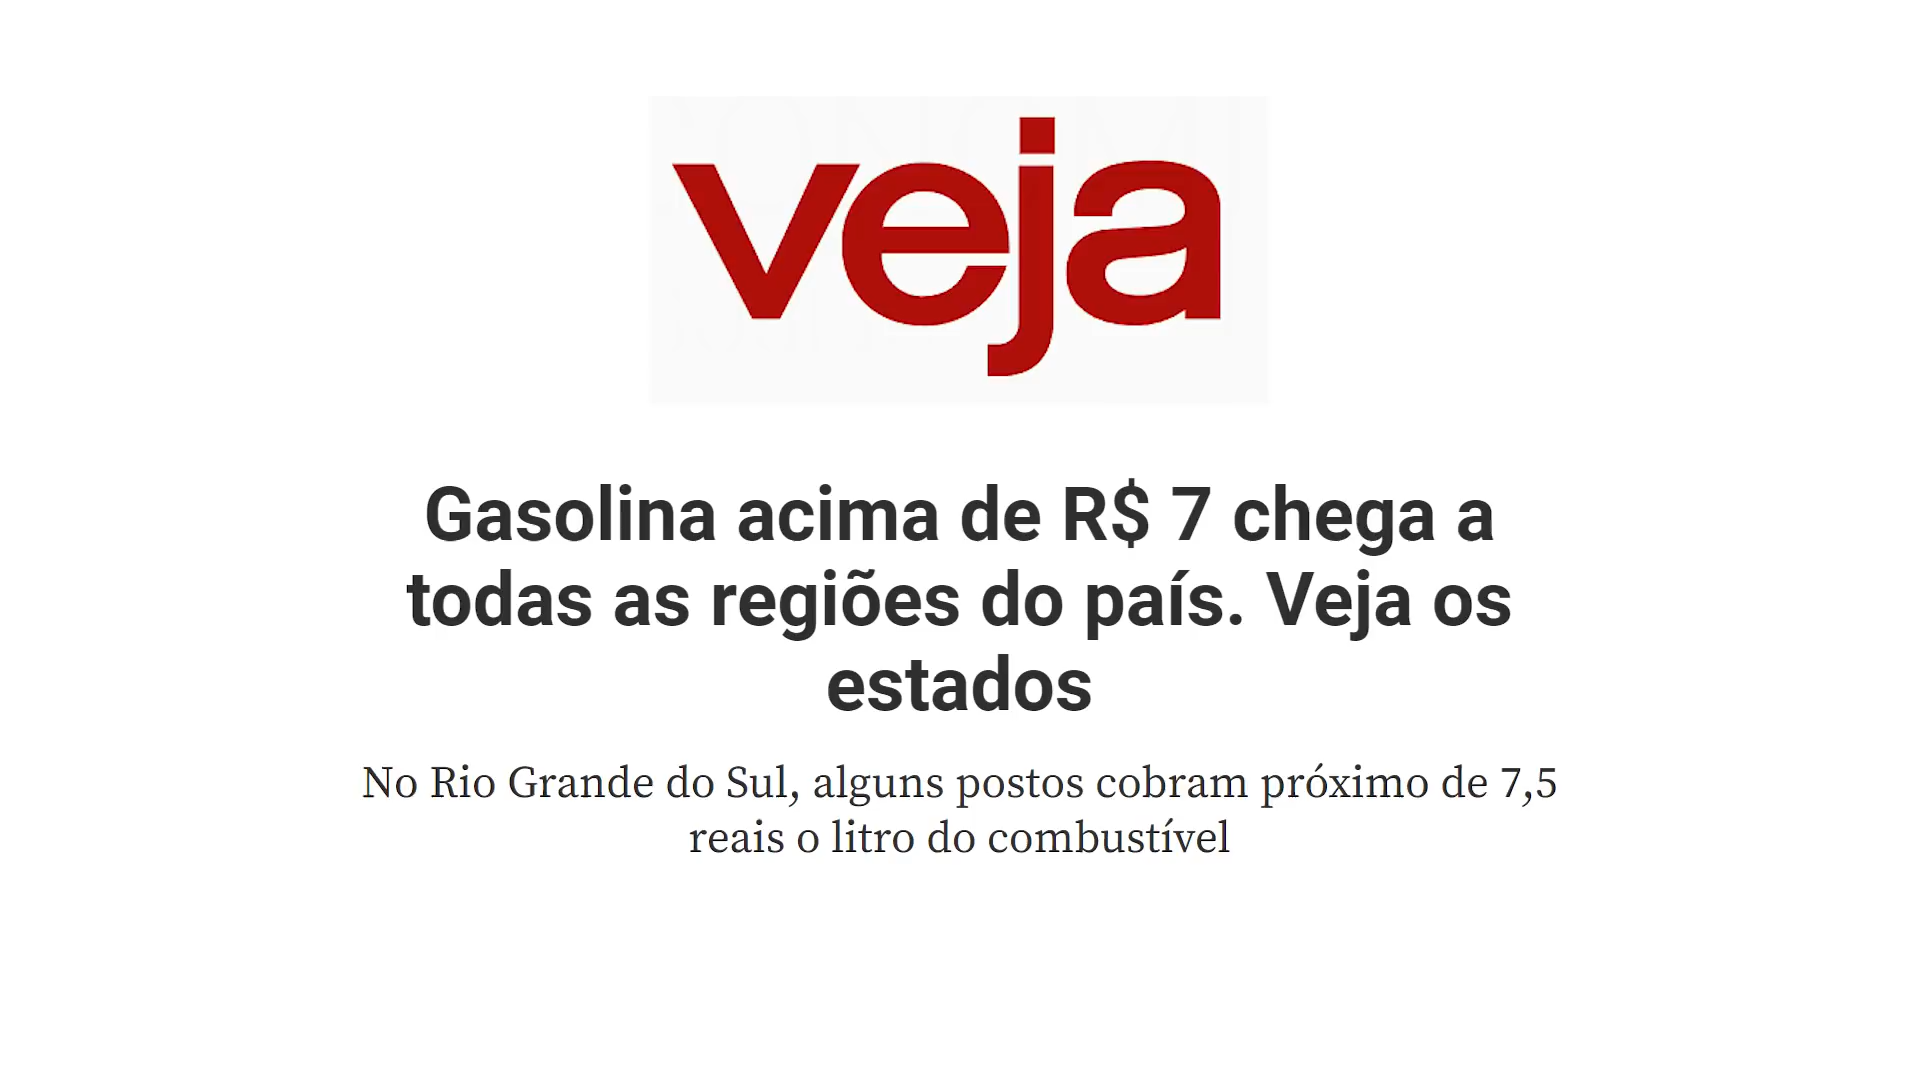 veja
Gasolina acima de R$ 7 chega a
todas as regiões do país. Veja os
estados
No Rio Grande do Sul, alguns postos cobram próximo de 7,5
reais o litro do combustível